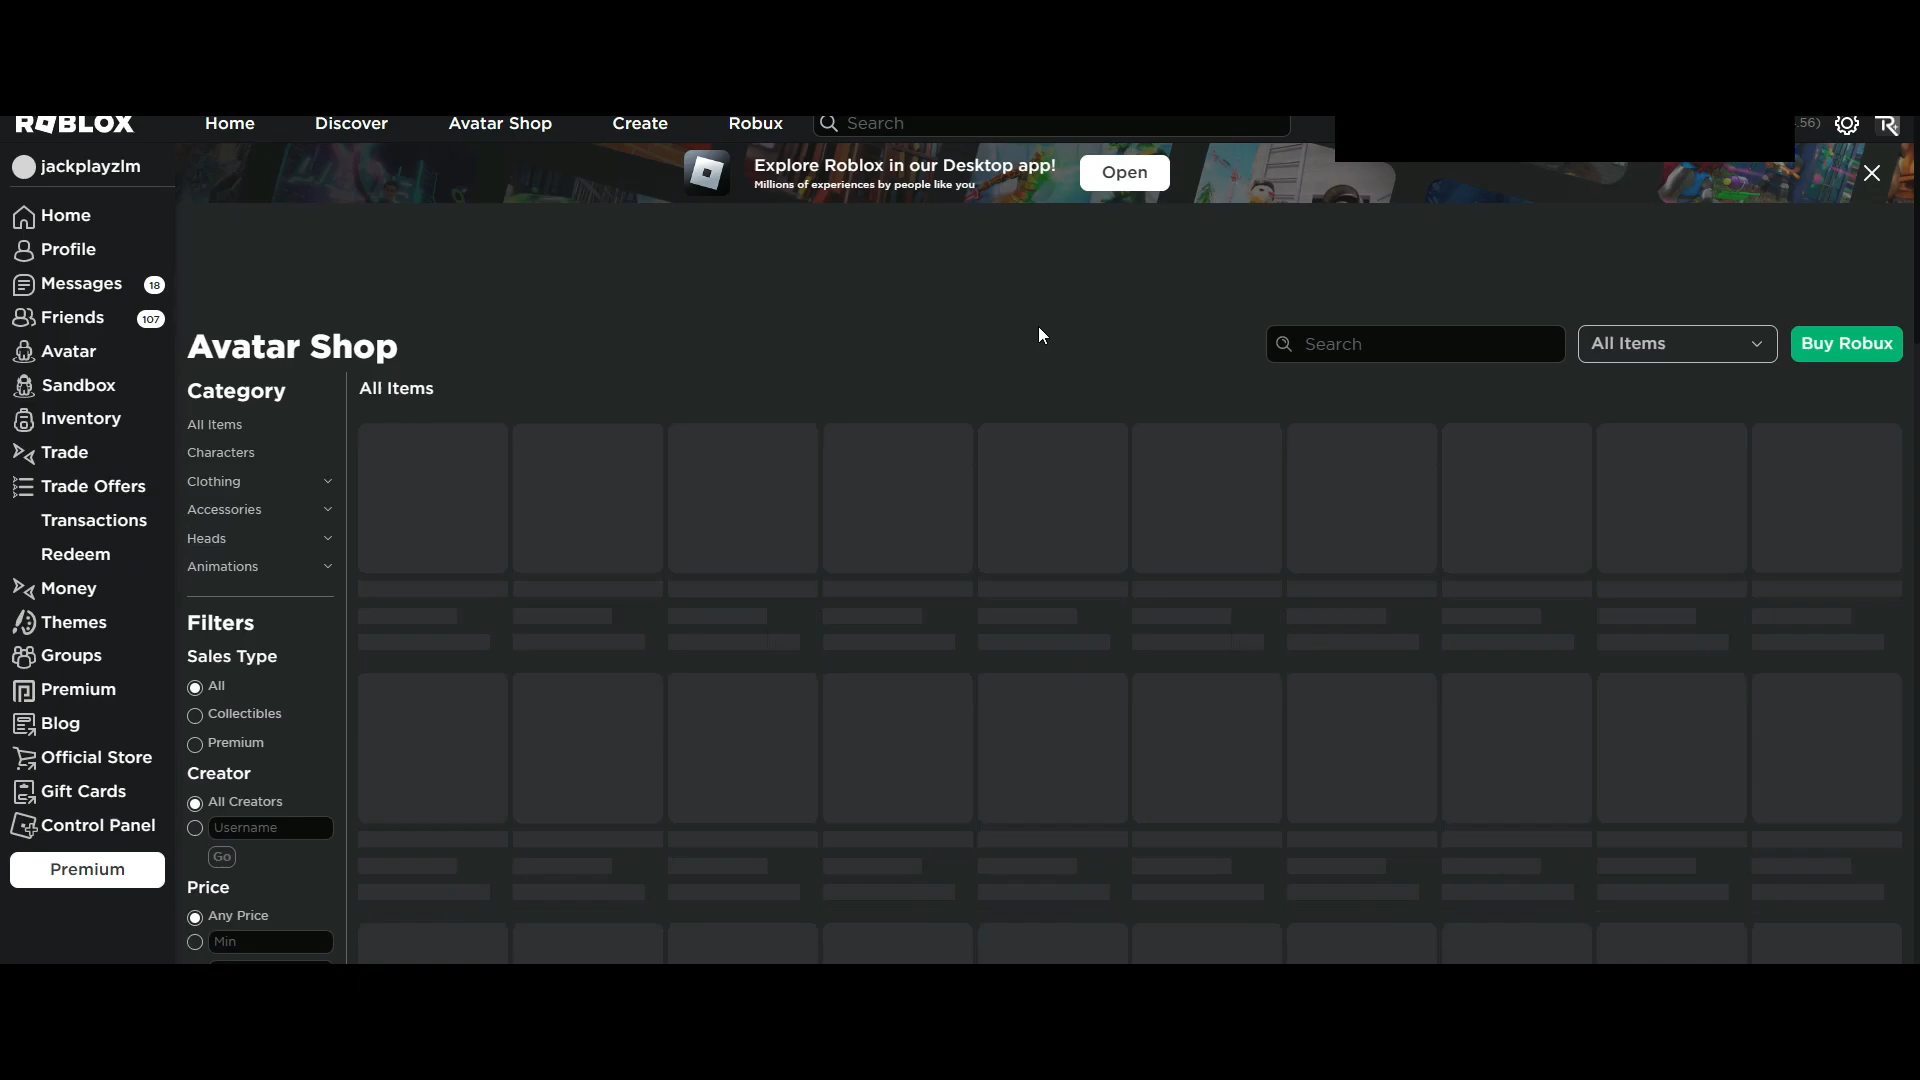 ROBLOX
Home
Discover
Avatar Shop
Create
Robux
Search
.56)
jackplayzlm
Explore Roblox in our Desktop app!
Millions of experiences by people like you
Open
Home
Profile
Messages 18
Friends 107
Avatar
Sandbox
Inventory
Trade
Trade Offers
Transactions
Redeem
Money
Themes
Groups
Premium
Blog
Official Store
Gift Cards
Control Panel
Premium
Avatar Shop
Search
All Items
Buy Robux
Category
All Items
Characters
Clothing
Accessories
Heads
Animations
Filters
Sales Type
All
Collectibles
Premium
Creator
All Creators
Username
Go
Price
Any Price
Min
All Items